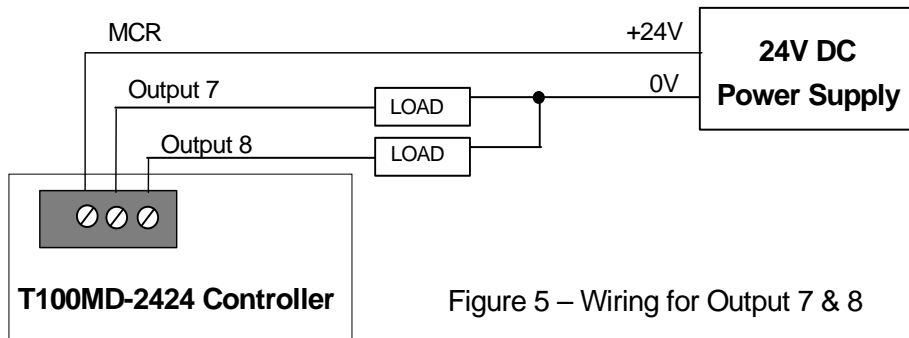 MCR
+24V
24V DC
Power Supply
Output 7
LOAD
0V
Output 8
LOAD
T100MD-2424 Controller
Figure 5 – Wiring for Output 7 & 8